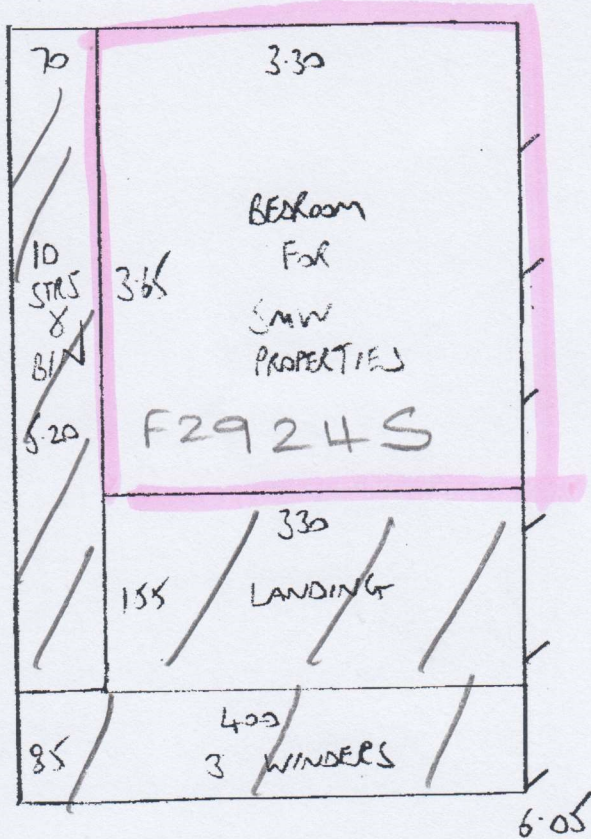 70
3.30
BEDROOM
FOR
SMW
PROPERTIES
10
STRS
&
BIN
3.65
5.20
F2924S
330
155
LANDING
400
85
3 WINDERS
6.05